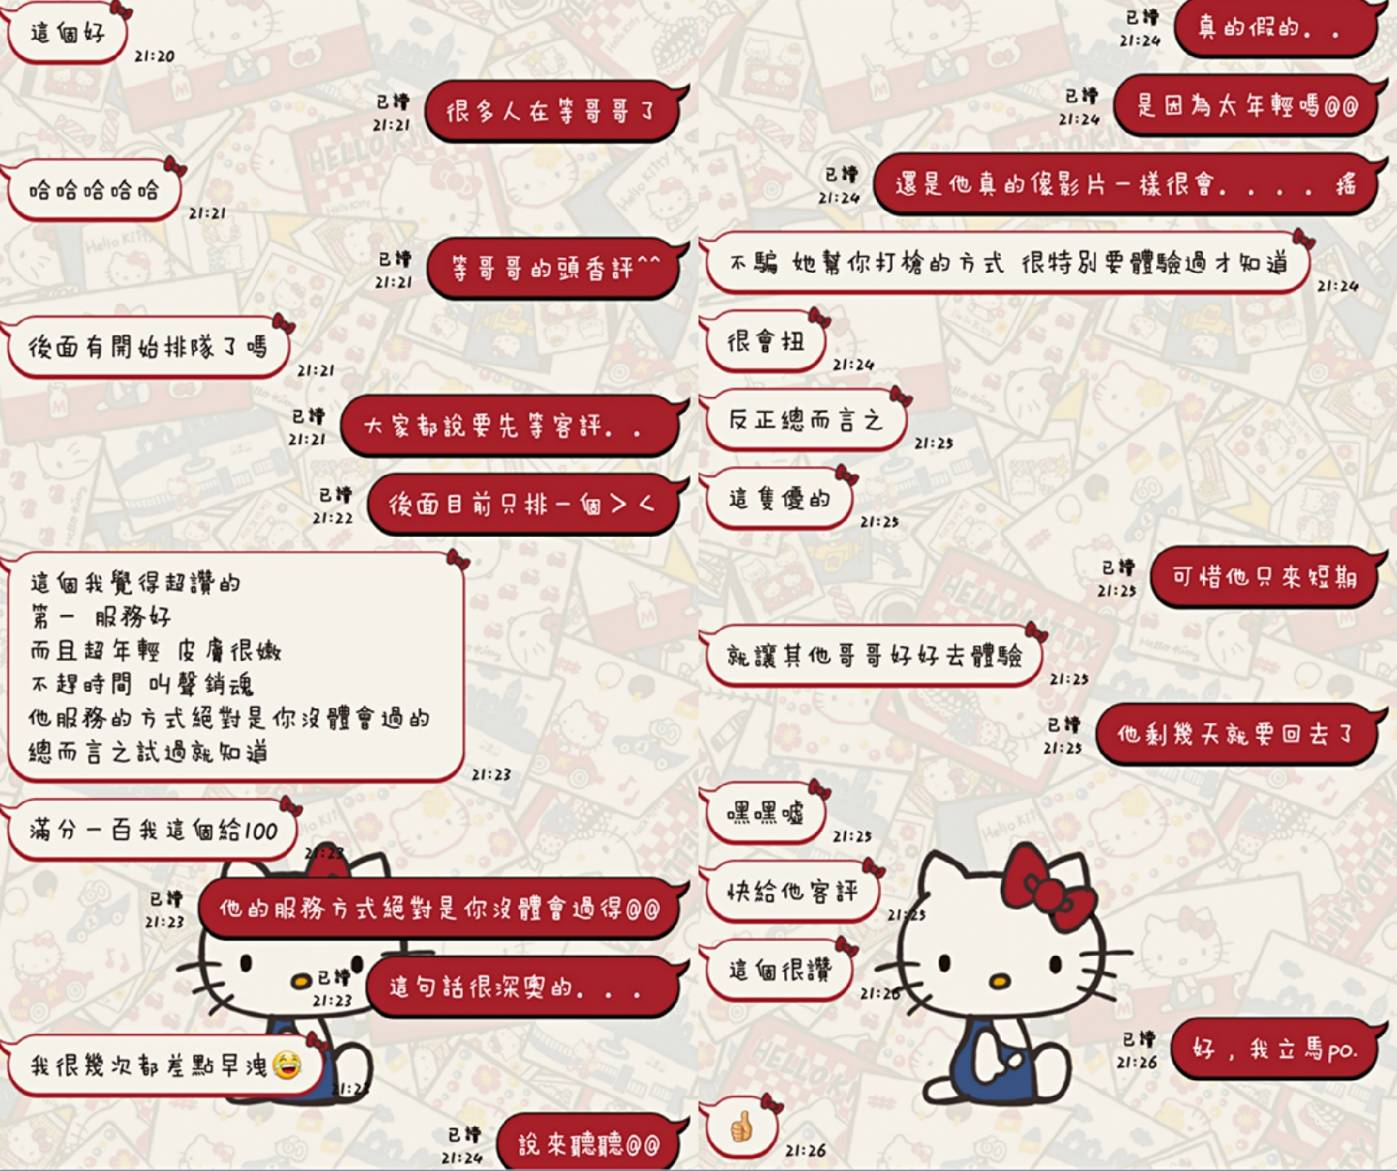 這個好
21:20
已讀
21:21
很多人在等哥哥了
哈哈哈哈哈
21:21
已讀
21:21
等哥哥的頭香評^^
後面有開始排隊了嗎
21:21
已讀
21:21
大家都說要先等客評. .
已讀
21:22
後面目前只排一個＞＜
這個我覺得超讚的
第一 服務好
而且超年輕 皮膚很嫩
不趕時間 叫聲銷魂
他服務的方式絕對是你沒體會過的
總而言之試過就知道
21:23
滿分一百我這個給100
21:23
已讀
21:23
他的服務方式絕對是你沒體會過得@@
已讀
21:23
這句話很深奧的. . .
我很幾次都差點早洩😂
21:23
已讀
21:24
說來聽聽@@
已讀
21:24
真的假的. .
已讀
21:24
是因為太年輕嗎@@
已讀
21:24
還是他真的像影片一樣很會. . . . 搖
不騙 她幫你打槍的方式 很特別要體驗過才知道
21:24
很會扭
21:24
反正總而言之
21:25
這隻優的
21:25
已讀
21:25
可惜他只來短期
就讓其他哥哥好好去體驗
21:25
已讀
21:25
他剩幾天就要回去了
嘿嘿噓
21:25
快給他客評
21:25
這個很讚
21:26
已讀
21:26
好，我立馬po.
👍
21:26